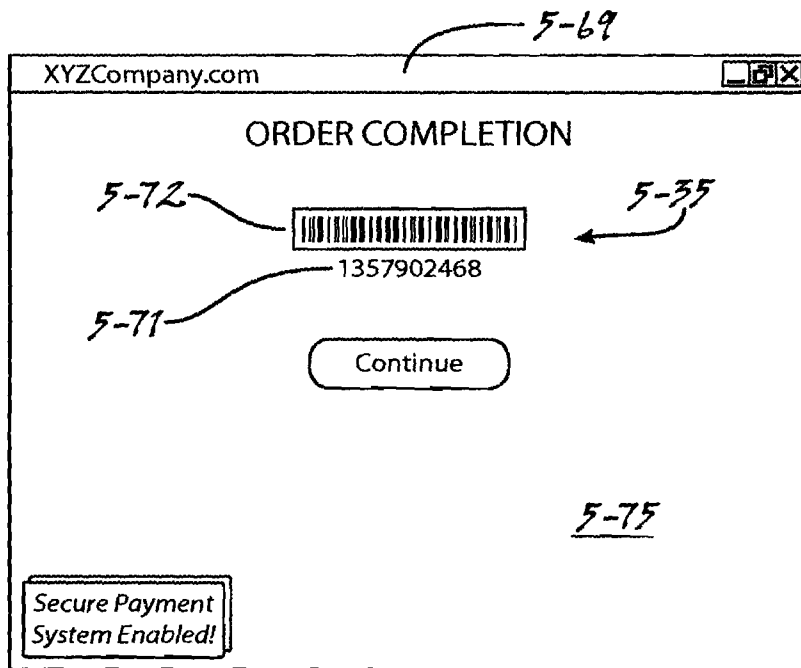 5-69
XYZCompany.com
ORDER COMPLETION
5-72
5-35
1357902468
5-71
Continue
5-75
Secure Payment
System Enabled!